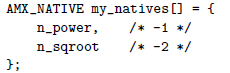 AMX_NATIVE my_natives[] = {
n_power, /* -1 */
n_sqroot /* -2 */
};